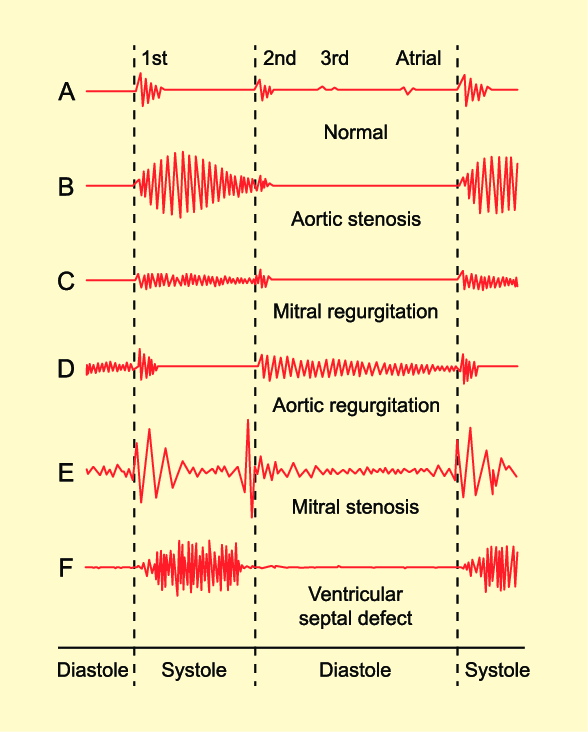 1st 2nd 3rd Atrial
A
Normal
B
Aortic stenosis
C
Mitral regurgitation
D
Aortic regurgitation
E
Mitral stenosis
F
Ventricular
septal defect
Diastole Systole Diastole Systole